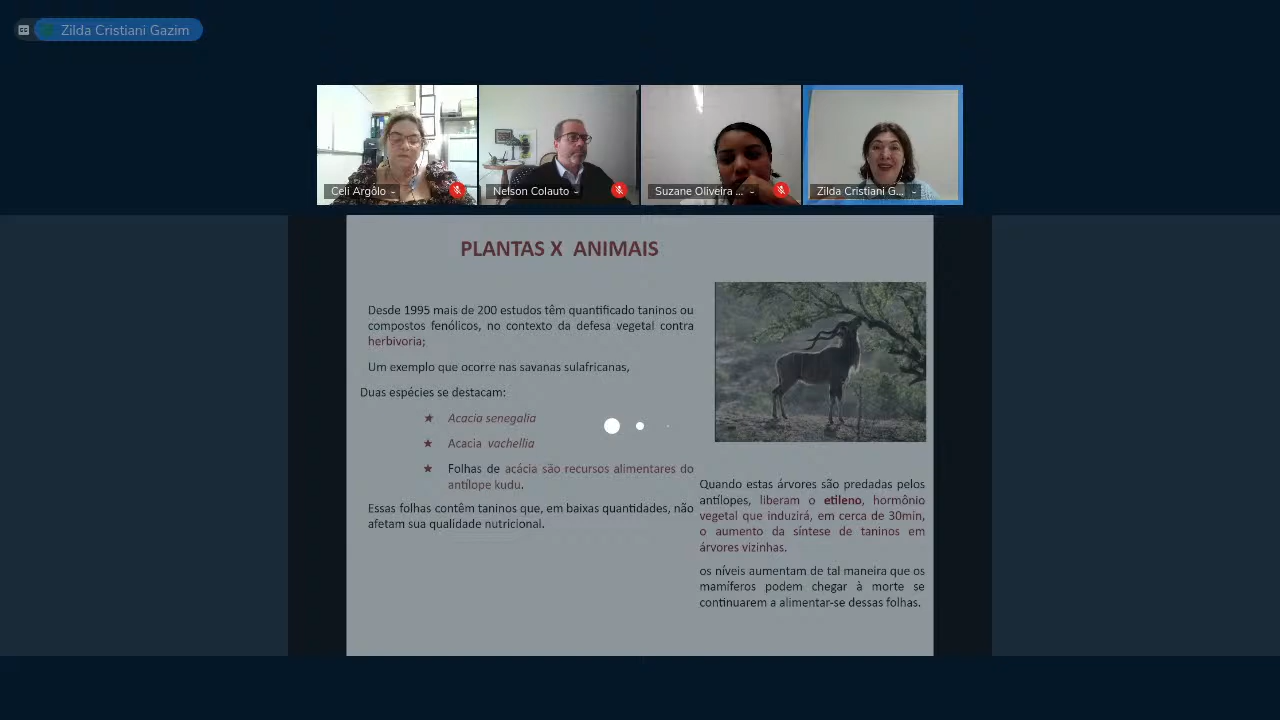 Zilda Cristiani Gazim
Celi Argôlo
Nelson Colauto
Suzane Oliveira ...
Zilda Cristiani G...
PLANTAS X ANIMAIS
Desde 1995 mais de 200 estudos têm quantificado taninos ou
compostos fenólicos, no contexto da defesa vegetal contra
herbivoria;
Um exemplo que ocorre nas savanas sulafricanas,
Duas espécies se destacam:
★ Acacia senegalia
★ Acacia vachellia
★ Folhas de acácia são recursos alimentares do
antílope kudu.
Essas folhas contêm taninos que, em baixas quantidades, não
afetam sua qualidade nutricional.
Quando estas árvores são predadas pelos
antílopes, liberam o etileno, hormônio
vegetal que induzirá, em cerca de 30min,
o aumento da síntese de taninos em
árvores vizinhas.
os níveis aumentam de tal maneira que os
mamíferos podem chegar à morte se
continuarem a alimentar-se dessas folhas.